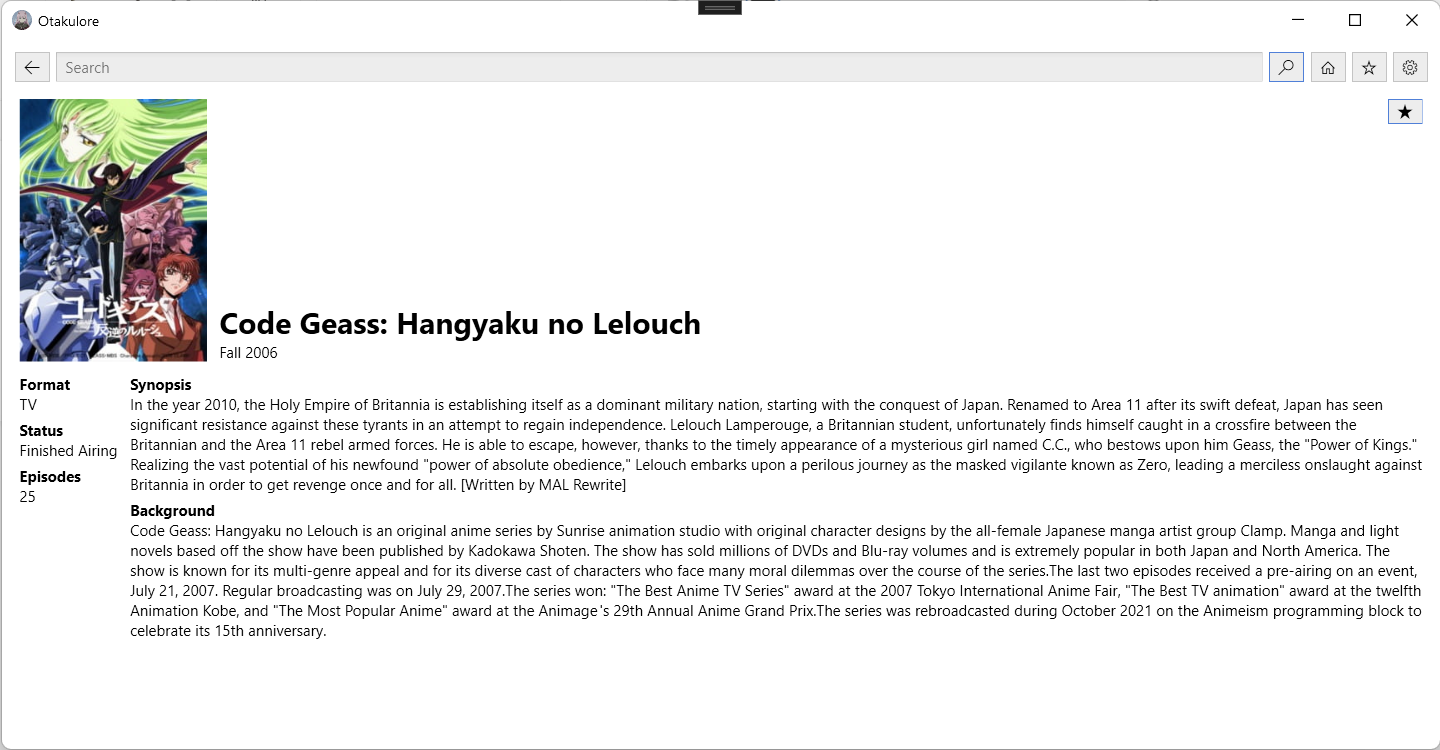 Otakulore
Search
コードギアス
反逆のルルーシュ
Code Geass: Hangyaku no Lelouch
Fall 2006
Format
TV
Status
Finished Airing
Episodes
25
Synopsis
In the year 2010, the Holy Empire of Britannia is establishing itself as a dominant military nation, starting with the conquest of Japan. Renamed to Area 11 after its swift defeat, Japan has seen
significant resistance against these tyrants in an attempt to regain independence. Lelouch Lamperouge, a Britannian student, unfortunately finds himself caught in a crossfire between the
Britannian and the Area 11 rebel armed forces. He is able to escape, however, thanks to the timely appearance of a mysterious girl named C.C., who bestows upon him Geass, the "Power of Kings."
Realizing the vast potential of his newfound "power of absolute obedience," Lelouch embarks upon a perilous journey as the masked vigilante known as Zero, leading a merciless onslaught against
Britannia in order to get revenge once and for all. [Written by MAL Rewrite]
Background
Code Geass: Hangyaku no Lelouch is an original anime series by Sunrise animation studio with original character designs by the all-female Japanese manga artist group Clamp. Manga and light
novels based off the show have been published by Kadokawa Shoten. The show has sold millions of DVDs and Blu-ray volumes and is extremely popular in both Japan and North America. The
show is known for its multi-genre appeal and for its diverse cast of characters who face many moral dilemmas over the course of the series.The last two episodes received a pre-airing on an event,
July 21, 2007. Regular broadcasting was on July 29, 2007.The series won: "The Best Anime TV Series" award at the 2007 Tokyo International Anime Fair, "The Best TV animation" award at the twelfth
Animation Kobe, and "The Most Popular Anime" award at the Animage's 29th Annual Anime Grand Prix.The series was rebroadcasted during October 2021 on the Animeism programming block to
celebrate its 15th anniversary.